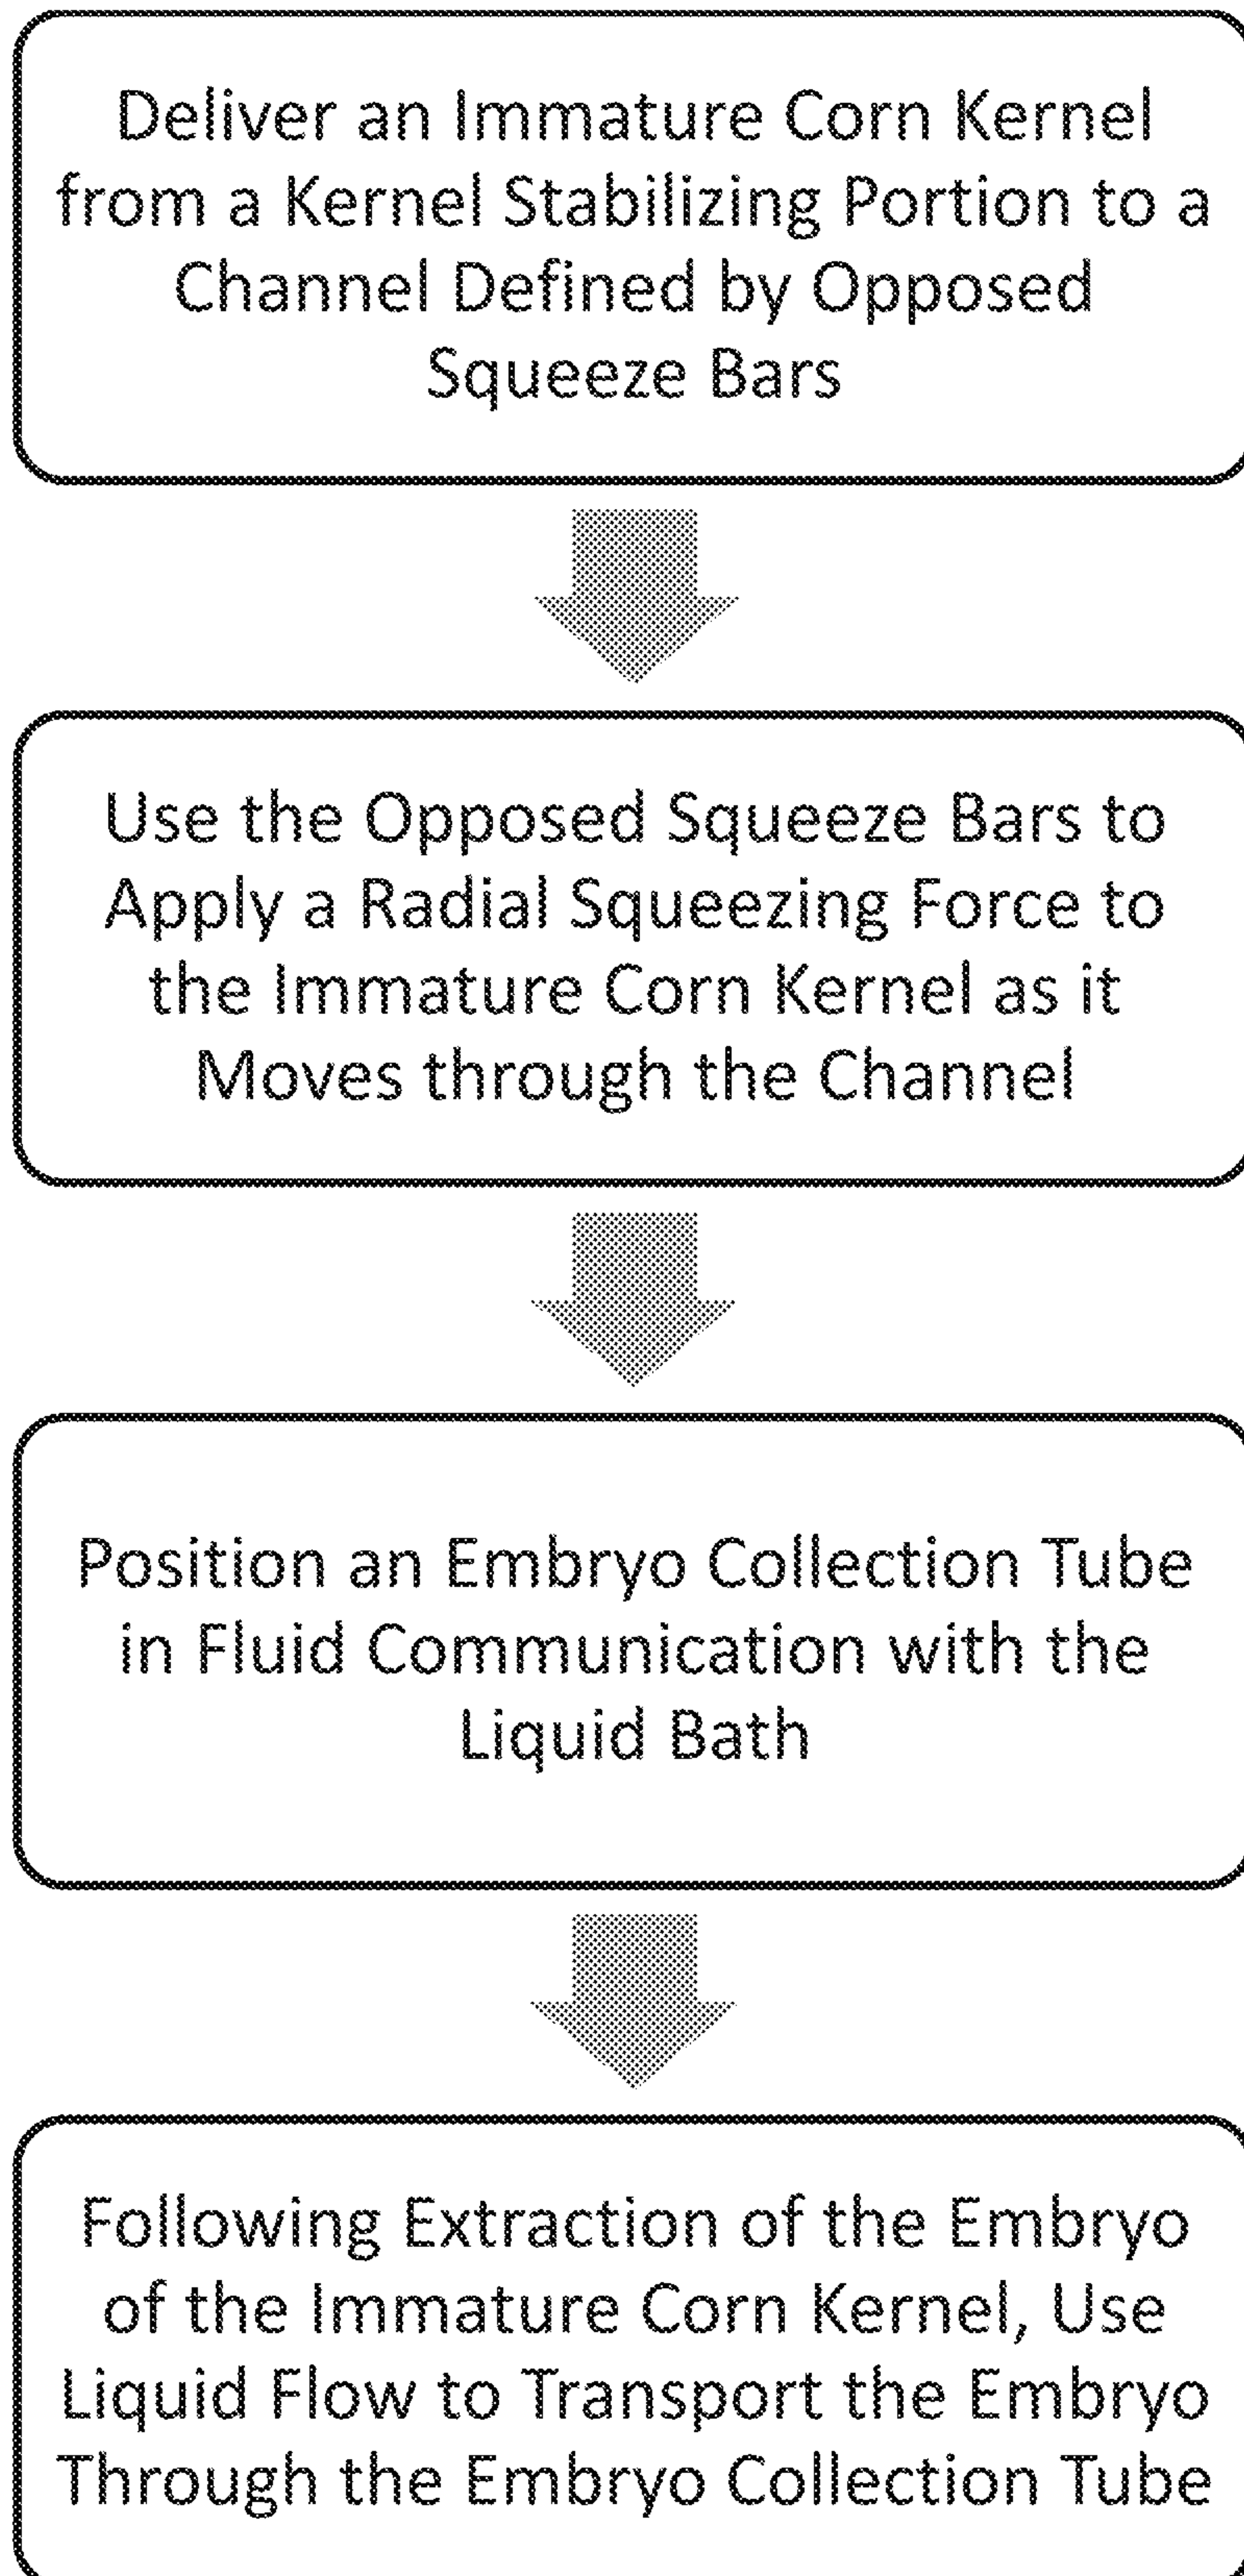 Deliver an Immature Corn Kernel
from a Kernel Stabilizing Portion to a
Channel Defined by Opposed
Squeeze Bars
Use the Opposed Squeeze Bars to
Apply a Radial Squeezing Force to
the Immature Corn Kernel as it
Moves through the Channel
Position an Embryo Collection Tube
in Fluid Communication with the
Liquid Bath
Following Extraction of the Embryo
of the Immature Corn Kernel, Use
Liquid Flow to Transport the Embryo
Through the Embryo Collection Tube